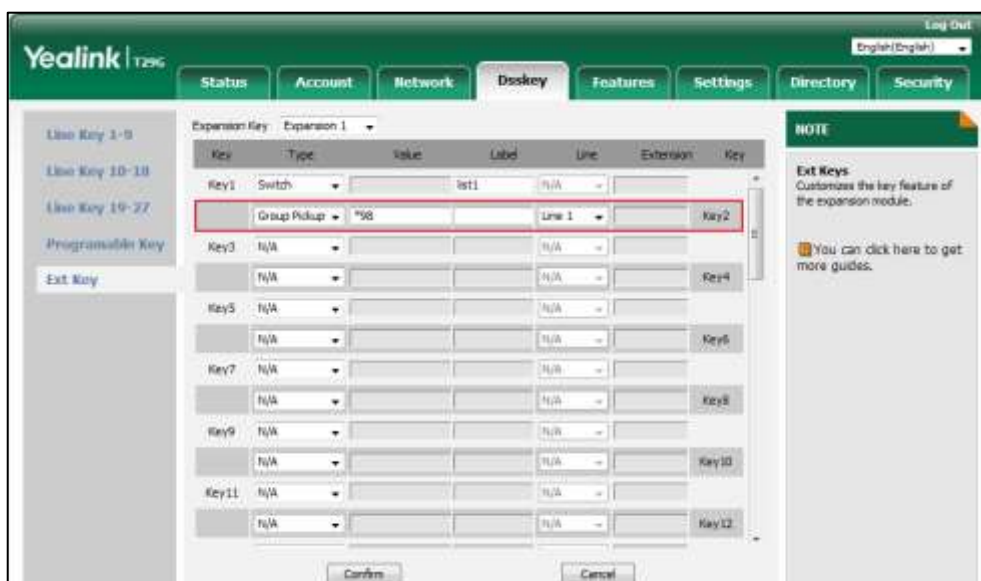 Log Out
Yealink | T29G
English(English)
Status Account Network Dsskey Features Settings Directory Security
Line Key 1-9
Line Key 10-18
Line Key 19-27
Programable Key
Ext Key
Expansion Key Expansion 1
Key Type Value Label Line Extension Key
Key1 Switch list1 N/A
Group Pickup *98 Line 1 Key2
Key3 N/A N/A
N/A N/A Key4
Key5 N/A N/A
N/A N/A Key6
Key7 N/A N/A
N/A N/A Key8
Key9 N/A N/A
N/A N/A Key10
Key11 N/A N/A
N/A N/A Key12
Confirm Cancel
NOTE
Ext Keys
Customizes the key feature of
the expansion module.
You can click here to get
more guides.